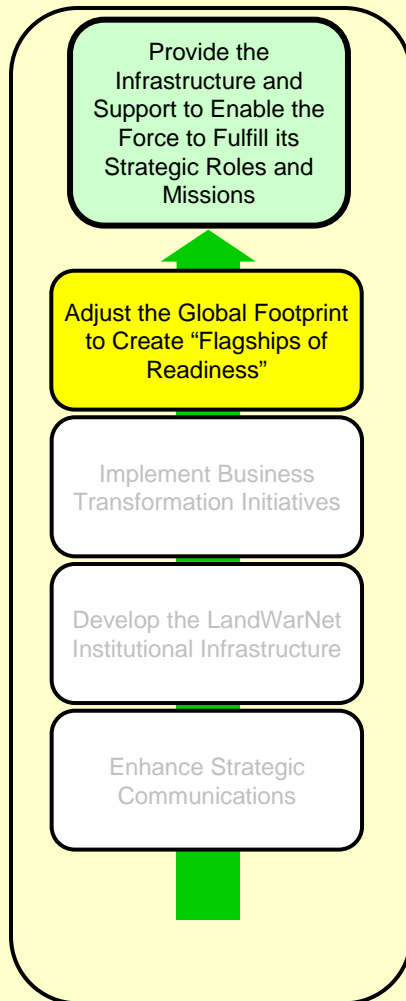 Provide the
Infrastructure and
Support to Enable the
Force to Fulfill its
Strategic Roles and
Missions
Adjust the Global Footprint
to Create “Flagships of
Readiness”
Implement Business
Transformation Initiatives
Develop the LandWarNet
Institutional Infrastructure
Enhance Strategic
Communications